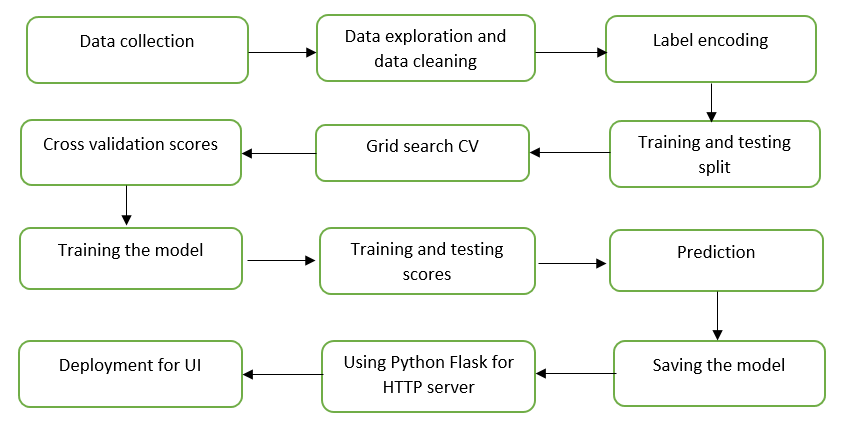 Data collection
Data exploration and
data cleaning
Label encoding
Training and testing
split
Grid search CV
Cross validation scores
Training the model
Training and testing
scores
Prediction
Saving the model
Using Python Flask for
HTTP server
Deployment for UI